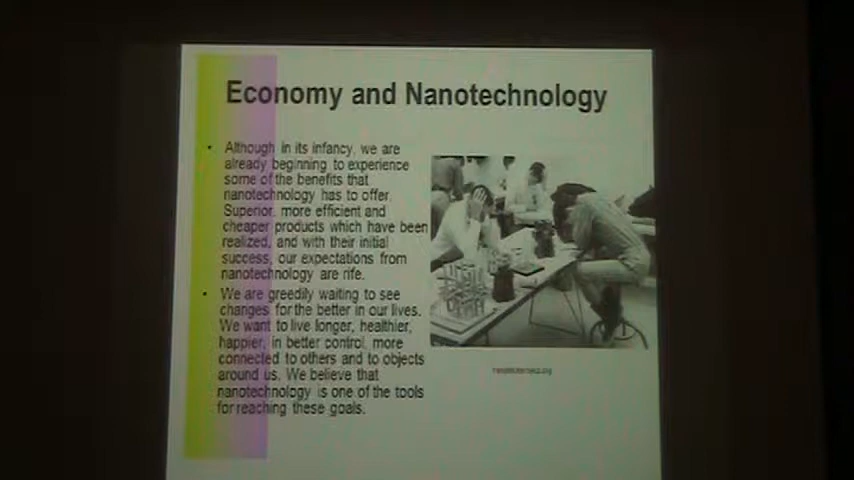 Economy and Nanotechnology
• Although in its infancy, we are
already beginning to experience
some of the benefits that
nanotechnology has to offer.
Superior, more efficient and
cheaper products which have been
realized, and with their initial
success, our expectations from
nanotechnology are rife.
• We are greedily waiting to see
changes for the better in our lives.
We want to live longer, healthier,
happier, in better control, more
connected to others and to objects
around us. We believe that
nanotechnology is one of the tools
for reaching these goals.